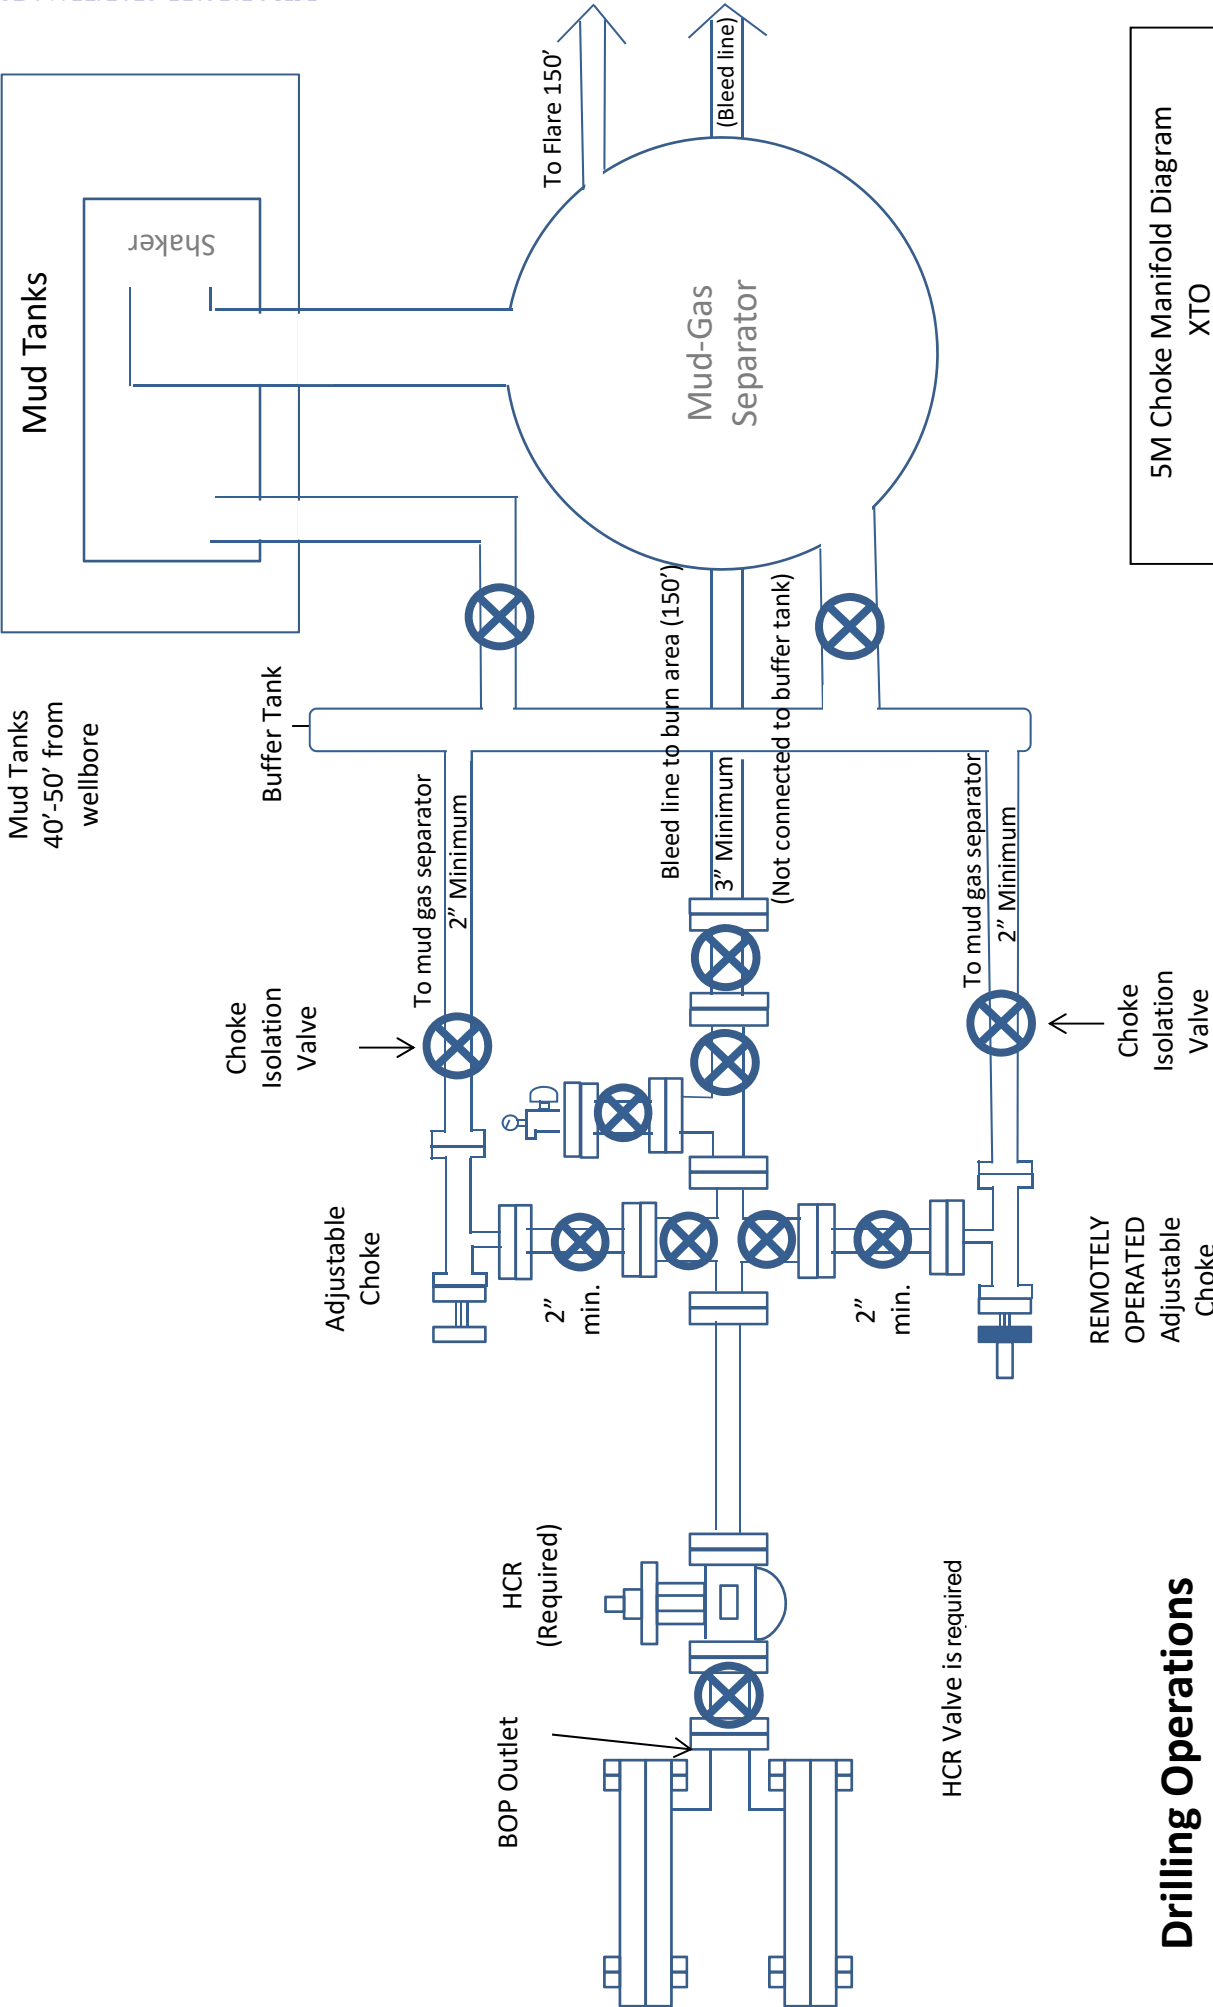 Mud Tanks
40’-50’ from
wellbore
Mud Tanks
Shaker
Buffer Tank
Choke
Isolation
Valve
Adjustable
Choke
To mud gas separator
2” Minimum
BOP Outlet
HCR
(Required)
2”
min.
To Flare 150’
Bleed line to burn area (150’)
3” Minimum
(Not connected to buffer tank)
Mud-Gas
Separator
(Bleed line)
2”
min.
HCR Valve is required
To mud gas separator
2” Minimum
REMOTELY
OPERATED
Adjustable
Choke
Choke
Isolation
Valve
Drilling Operations
5M Choke Manifold Diagram
XTO